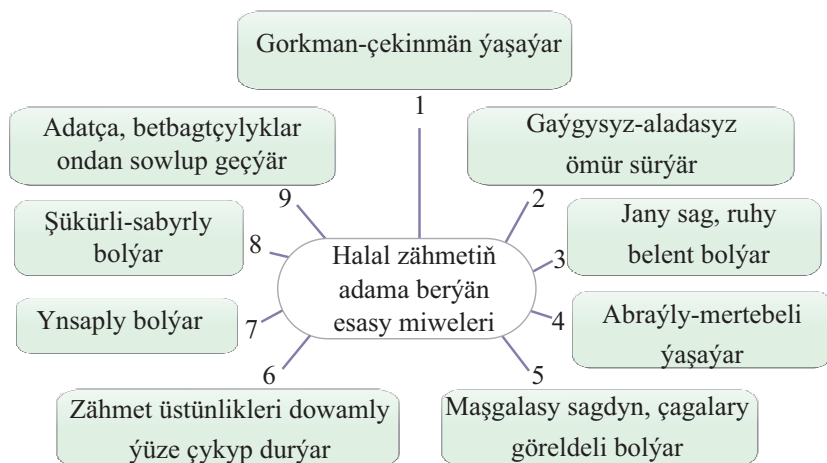 Gorkman-çekinmän ýaşaýar
1
Gaýgysyz-aladasyz
ömür sürýär
2
Jany sag, ruhy
belent bolýar
3
Abraýly-mertebeli
ýaşaýar
4
Maşgalasy sagdyn, çagalary
göreldeli bolýar
5
Zähmet üstünlikleri dowamly
ýüze çykyp durýar
6
Ynsaply bolýar
7
Şükürli-sabyrly
bolýar
8
Adatça, betbagtçylyklar
ondan sowlup geçýär
9
Halal zähmetiň
adama berýän
esasy miweleri